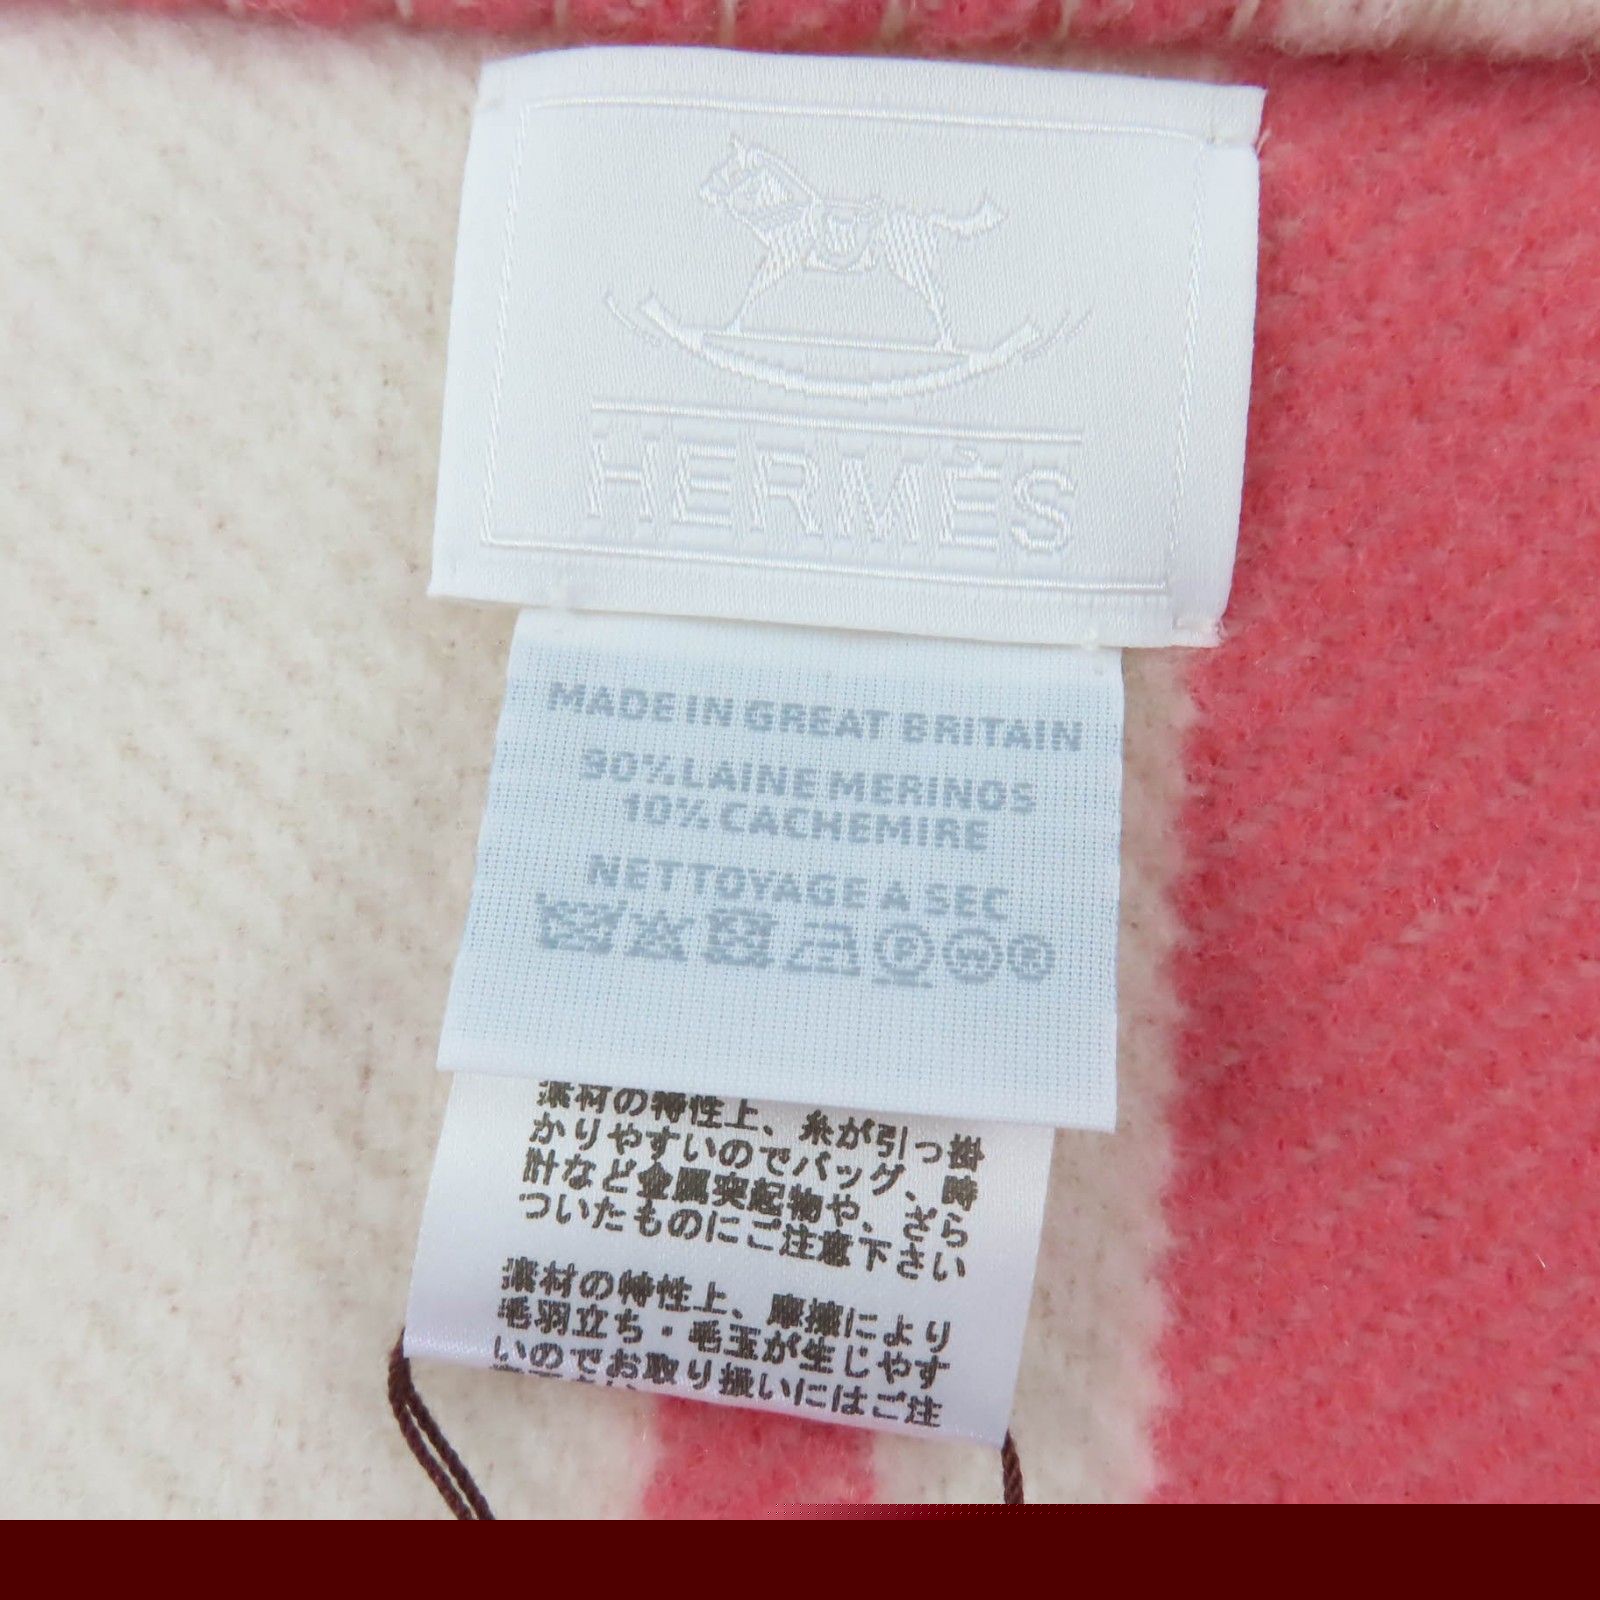 HERMÈS
MADE IN GREAT BRITAIN
90% LAINE MERINOS
10% CACHEMIRE
NETTOYAGE A SEC
P W P
素材の特性上、糸が引っ掛
かりやすいのでバッグ、時
計など金属突起物や、ざら
ついたものにご注意下さい
素材の特性上、摩擦により
毛羽立ち・毛玉が生じやす
いのでお取り扱いにはご注